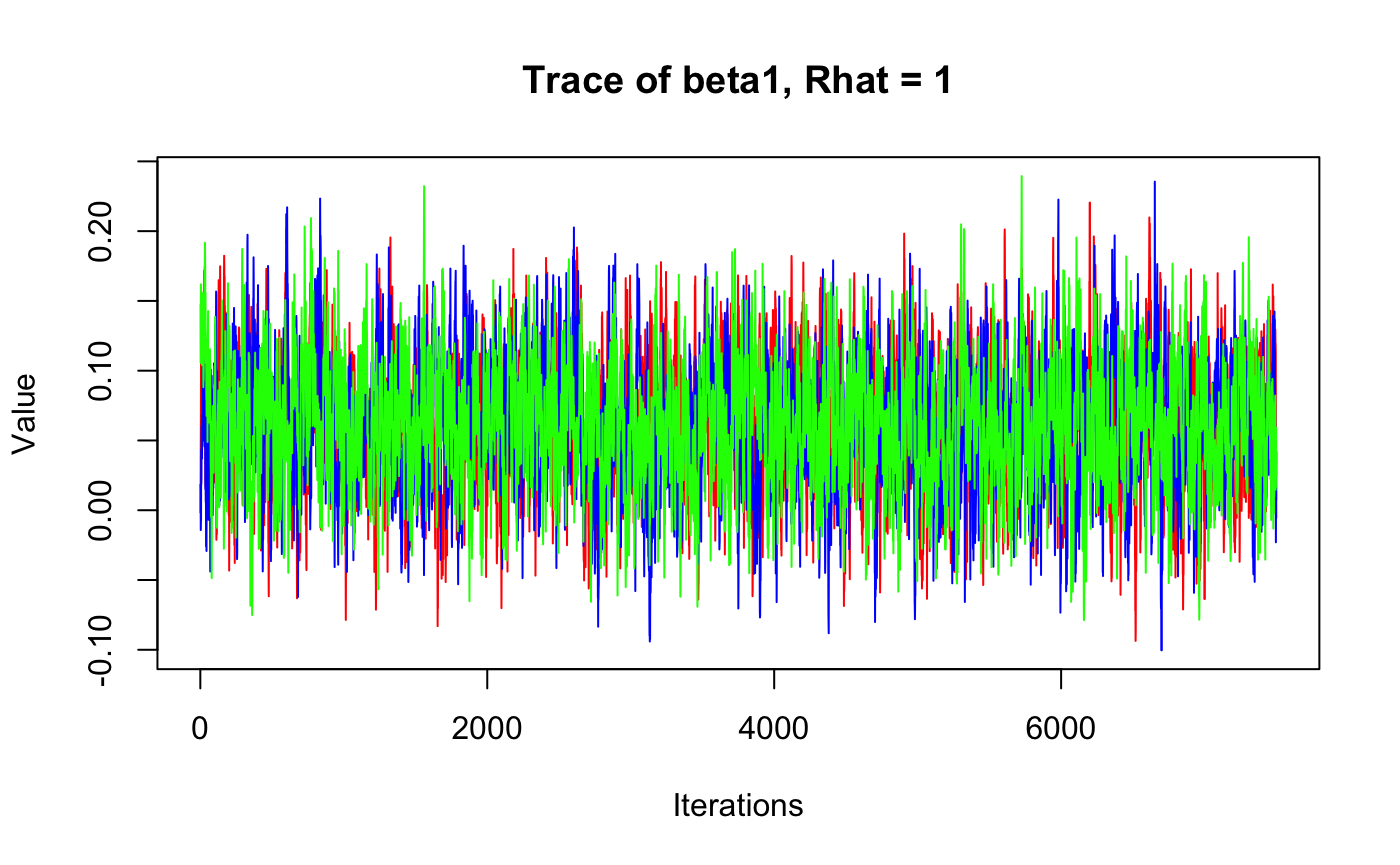 Trace of beta1, Rhat = 1
Value
0.20
0.10
0.00
-0.10
0 2000 4000 6000
Iterations